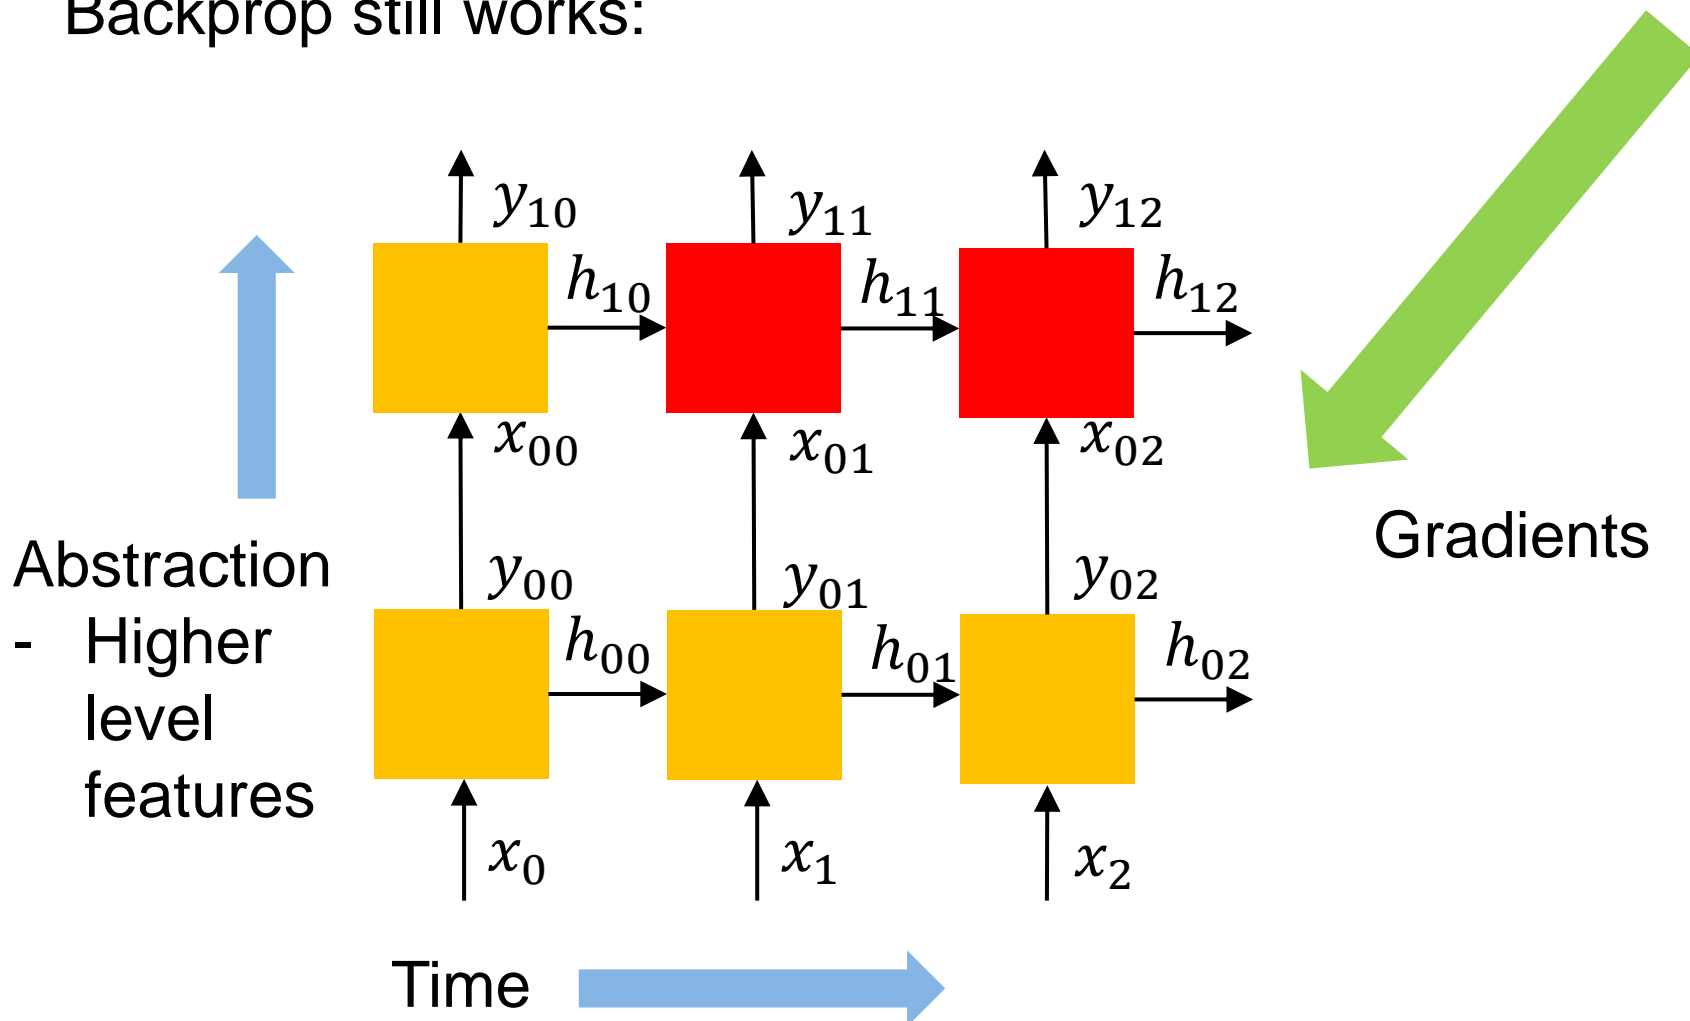 Backprop still works:
y₁₀ y₁₁ y₁₂
h₁₀ h₁₁ h₁₂
x₀₀ x₀₁ x₀₂
Gradients
Abstraction
y₀₀ y₀₁ y₀₂
- Higher
h₀₀ h₀₁ h₀₂
level
features
x₀ x₁ x₂
Time